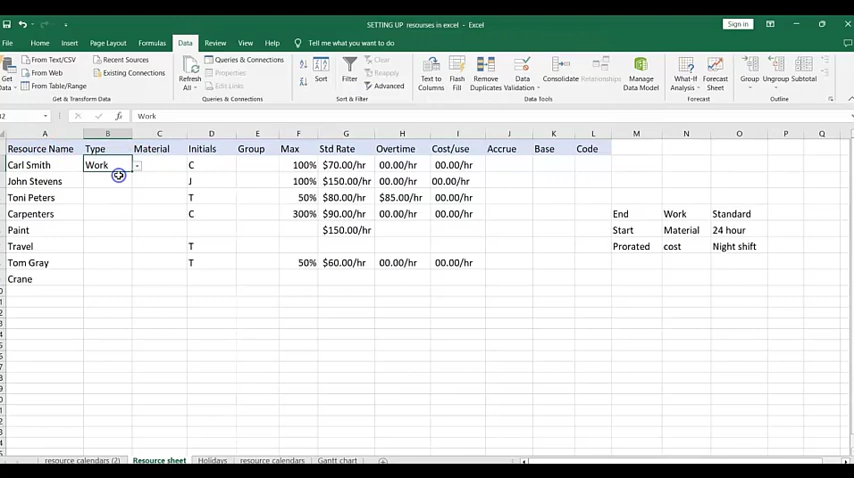 SETTING UP resourses in excel - Excel
Sign in
File Home Insert Page Layout Formulas Data Review View Help Tell me what you want to do
Get Data
From Text/CSV
From Web
From Table/Range
Recent Sources
Existing Connections
Get & Transform Data
Refresh All
Queries & Connections
Properties
Edit Links
Queries & Connections
Sort
Filter
Clear
Reapply
Advanced
Sort & Filter
Text to Columns
Flash Fill
Remove Duplicates
Data Validation
Consolidate
Relationships
Manage Data Model
Data Tools
What-If Analysis
Forecast Sheet
Forecast
Group
Ungroup
Subtotal
Outline
fx Work
A B C D E F G H I J K L M N O P Q
Resource Name Type Material Initials Group Max Std Rate Overtime Cost/use Accrue Base Code
Carl Smith Work C 100% $70.00/hr 00.00/hr 00.00/hr
John Stevens J 100% $150.00/hr 00.00/hr 00.00/hr
Toni Peters T 50% $80.00/hr $85.00/hr 00.00/hr
Carpenters C 300% $90.00/hr 00.00/hr 00.00/hr End Work Standard
Paint $150.00/hr Start Material 24 hour
Travel T Prorated cost Night shift
Tom Gray T 50% $60.00/hr 00.00/hr 00.00/hr
Crane
resource calendars (2) Resource sheet Holidays resource calendars Gantt chart